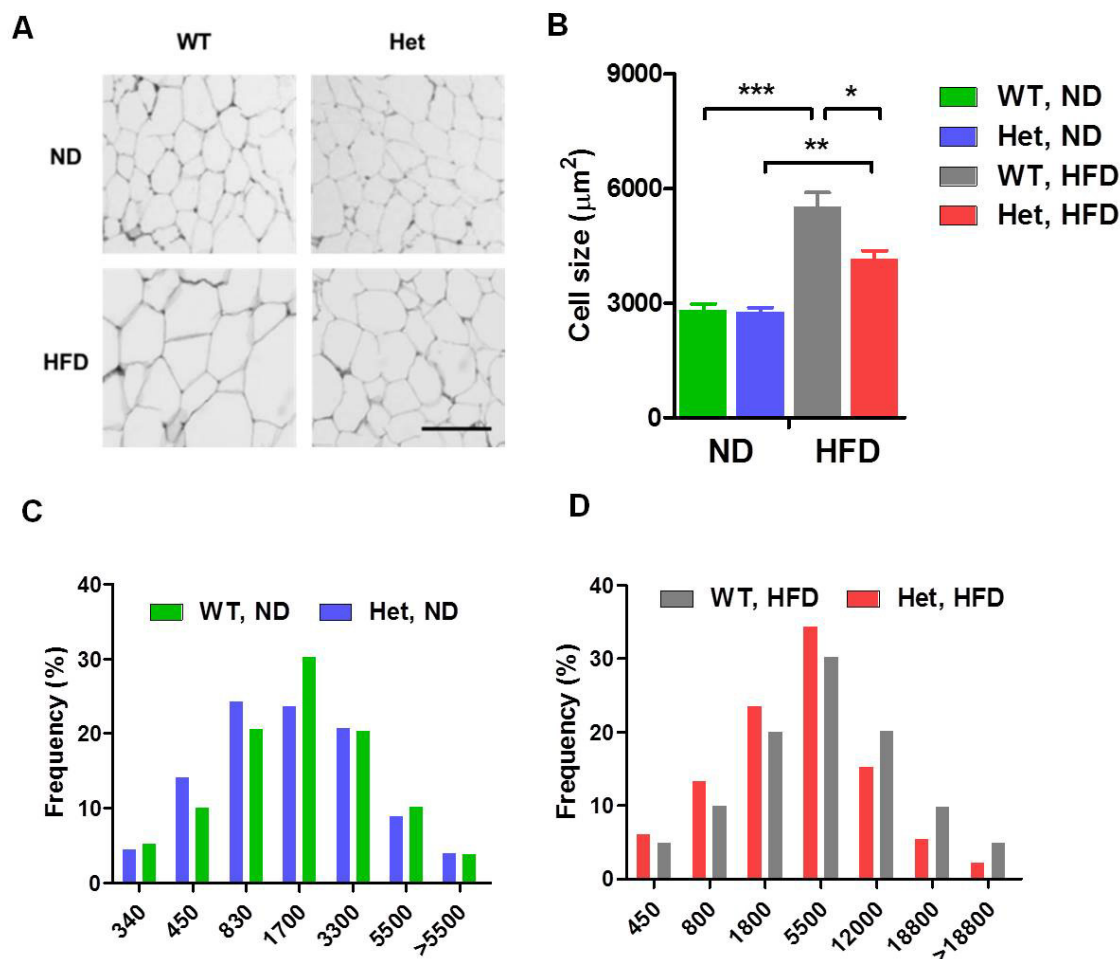 A
WT Het
ND
HFD
B
9000
6000
3000
0
Cell size (μm²)
*** *
**
ND HFD
WT, ND
Het, ND
WT, HFD
Het, HFD
C
40
30
20
10
0
Frequency (%)
WT, ND Het, ND
340 450 830 1700 3300 5500 >5500
D
40
30
20
10
0
Frequency (%)
WT, HFD Het, HFD
450 800 1800 5500 12000 18800 >18800